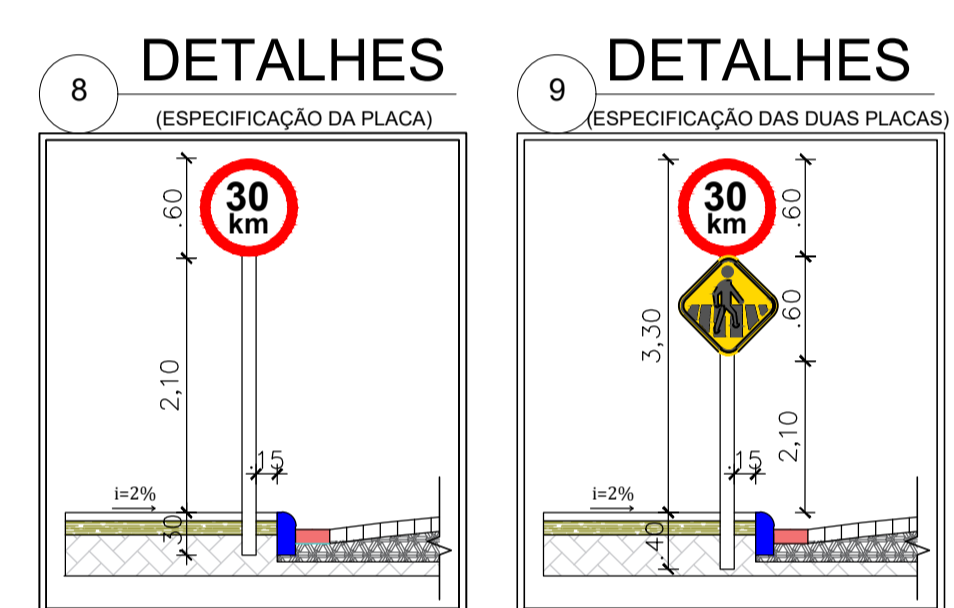 8
DETALHES
(ESPECIFICAÇÃO DA PLACA)
.60
30
km
2,10
.15
i=2%
.30
9
DETALHES
(ESPECIFICAÇÃO DAS DUAS PLACAS)
30
km
.60
.60
3,30
2,10
.15
i=2%
.40